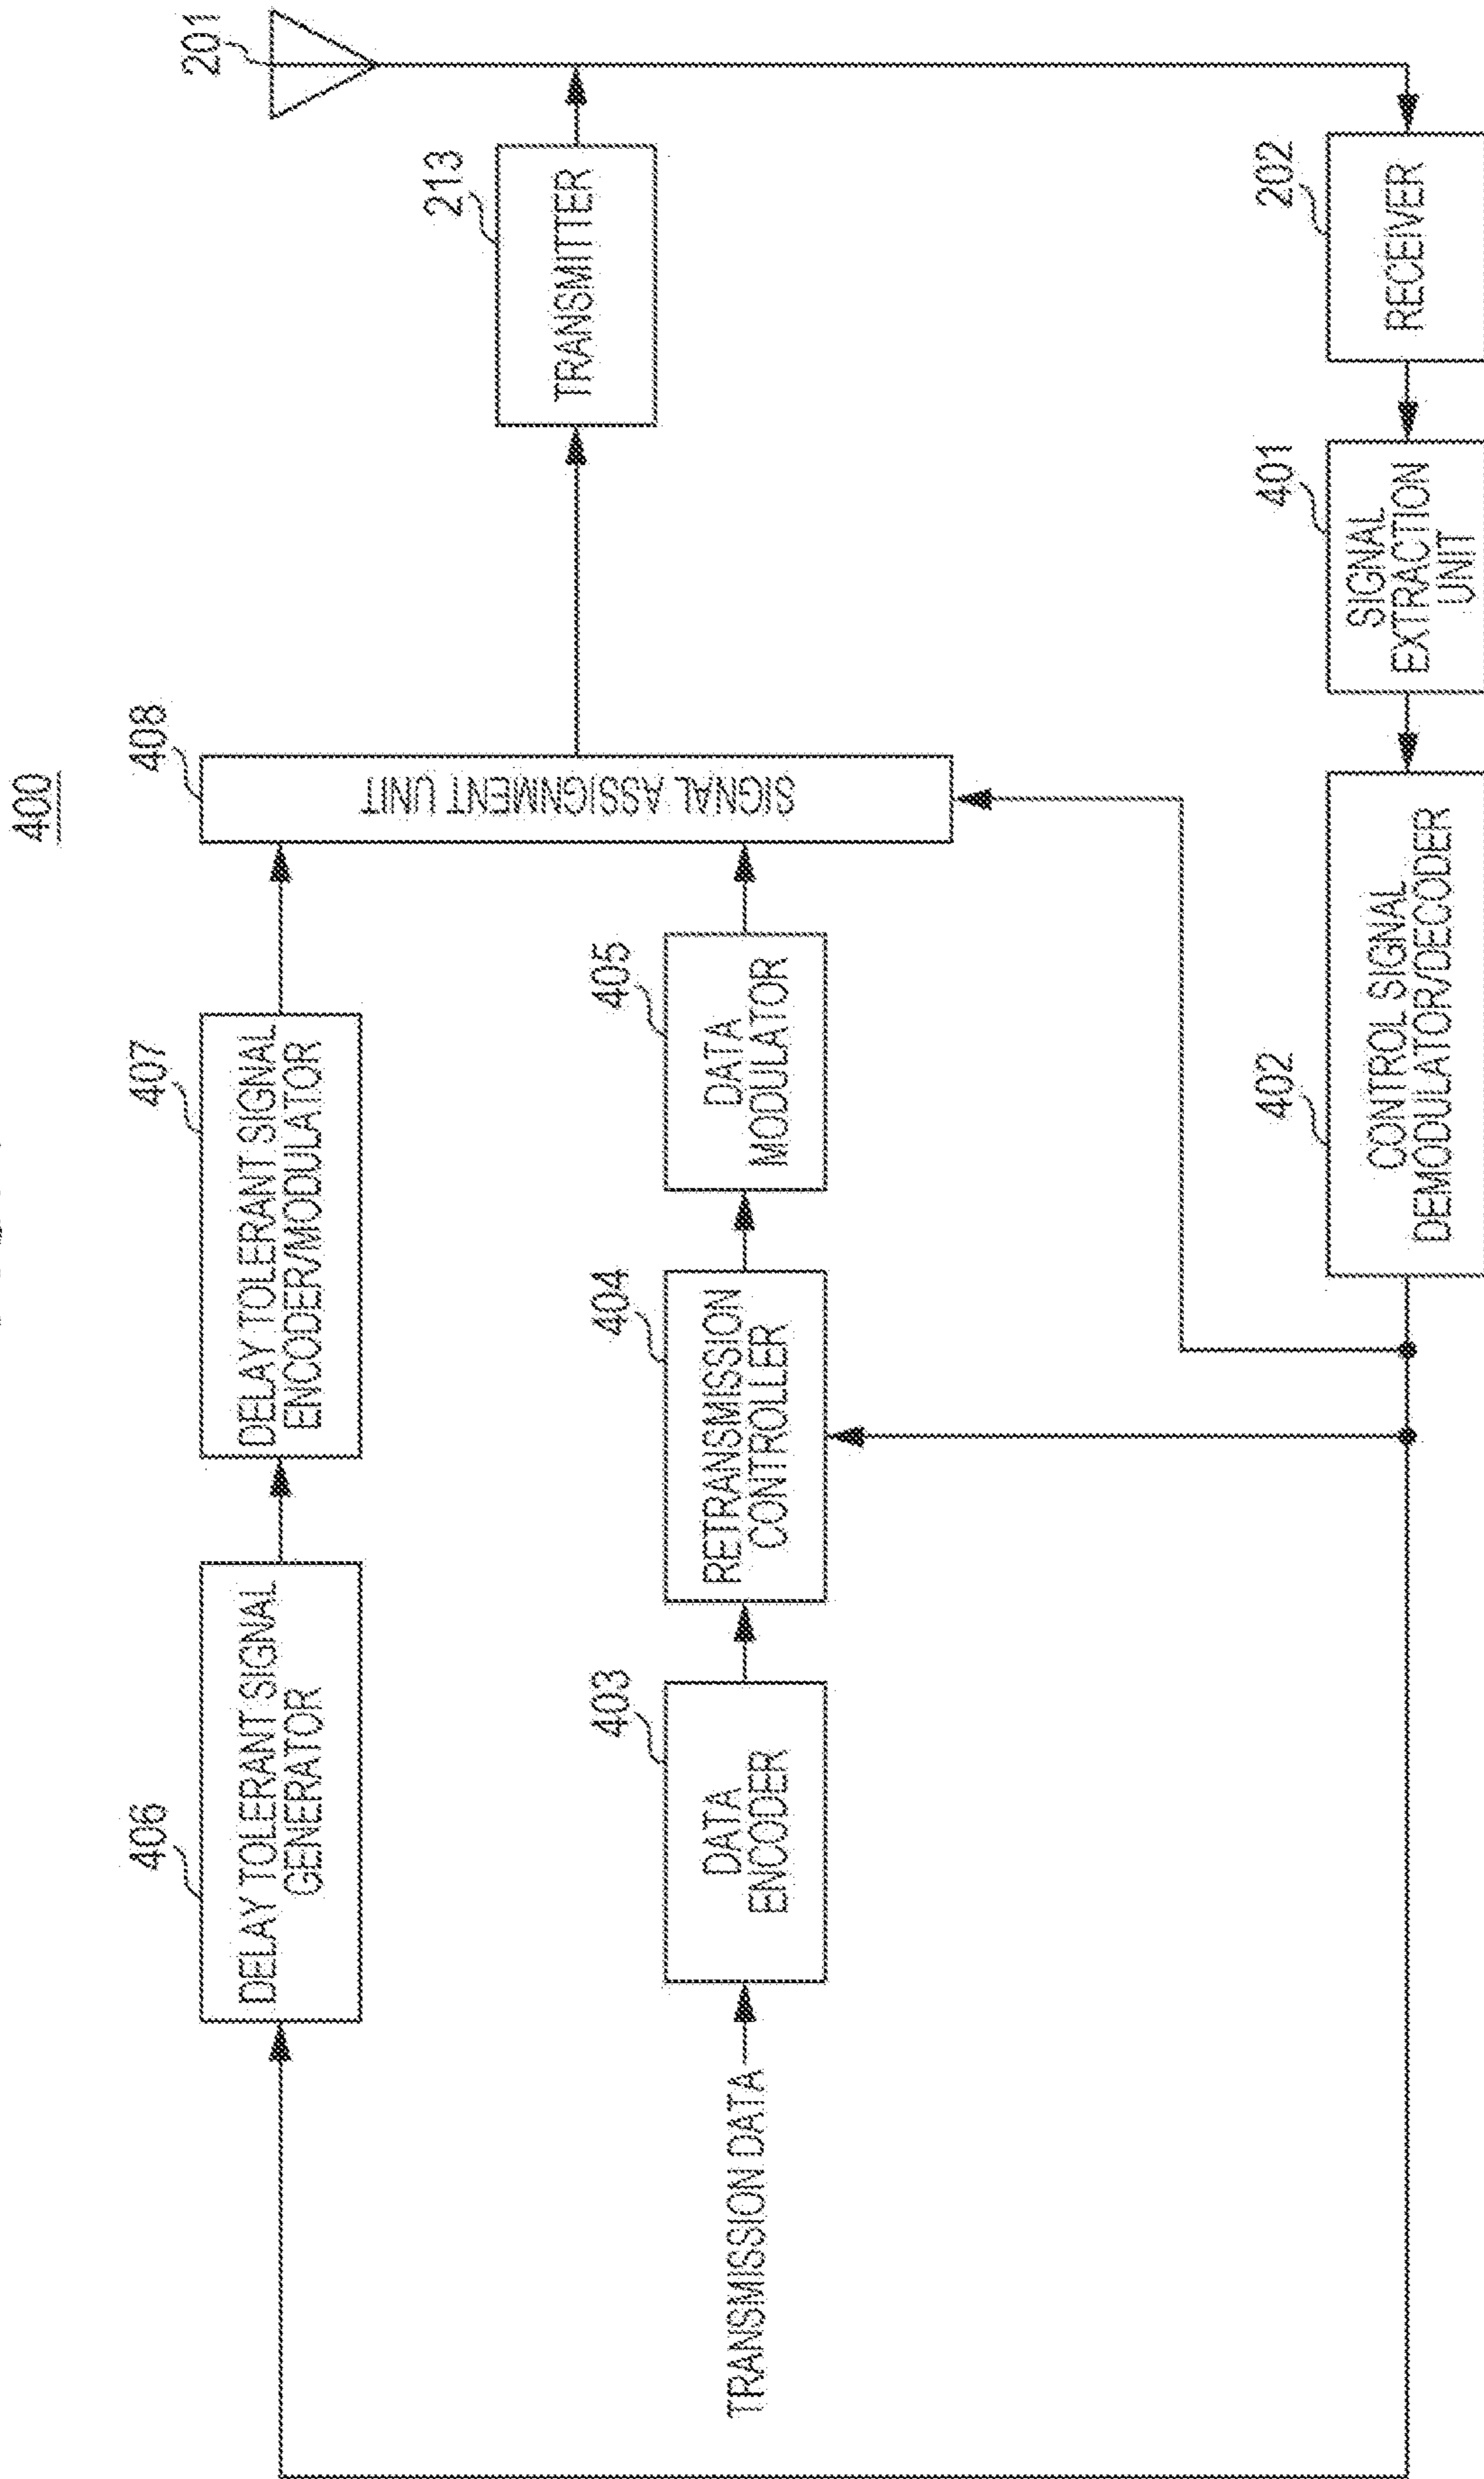 400
406
DELAY TOLERANT SIGNAL
GENERATOR
407
DELAY TOLERANT SIGNAL
ENCODER/MODULATOR
408
SIGNAL ASSIGNMENT UNIT
213
TRANSMITTER
201
TRANSMISSION DATA
403
DATA
ENCODER
404
RETRANSMISSION
CONTROLLER
405
DATA
MODULATOR
402
CONTROL SIGNAL
DEMODULATOR/DECODER
401
SIGNAL
EXTRACTION
UNIT
202
RECEIVER